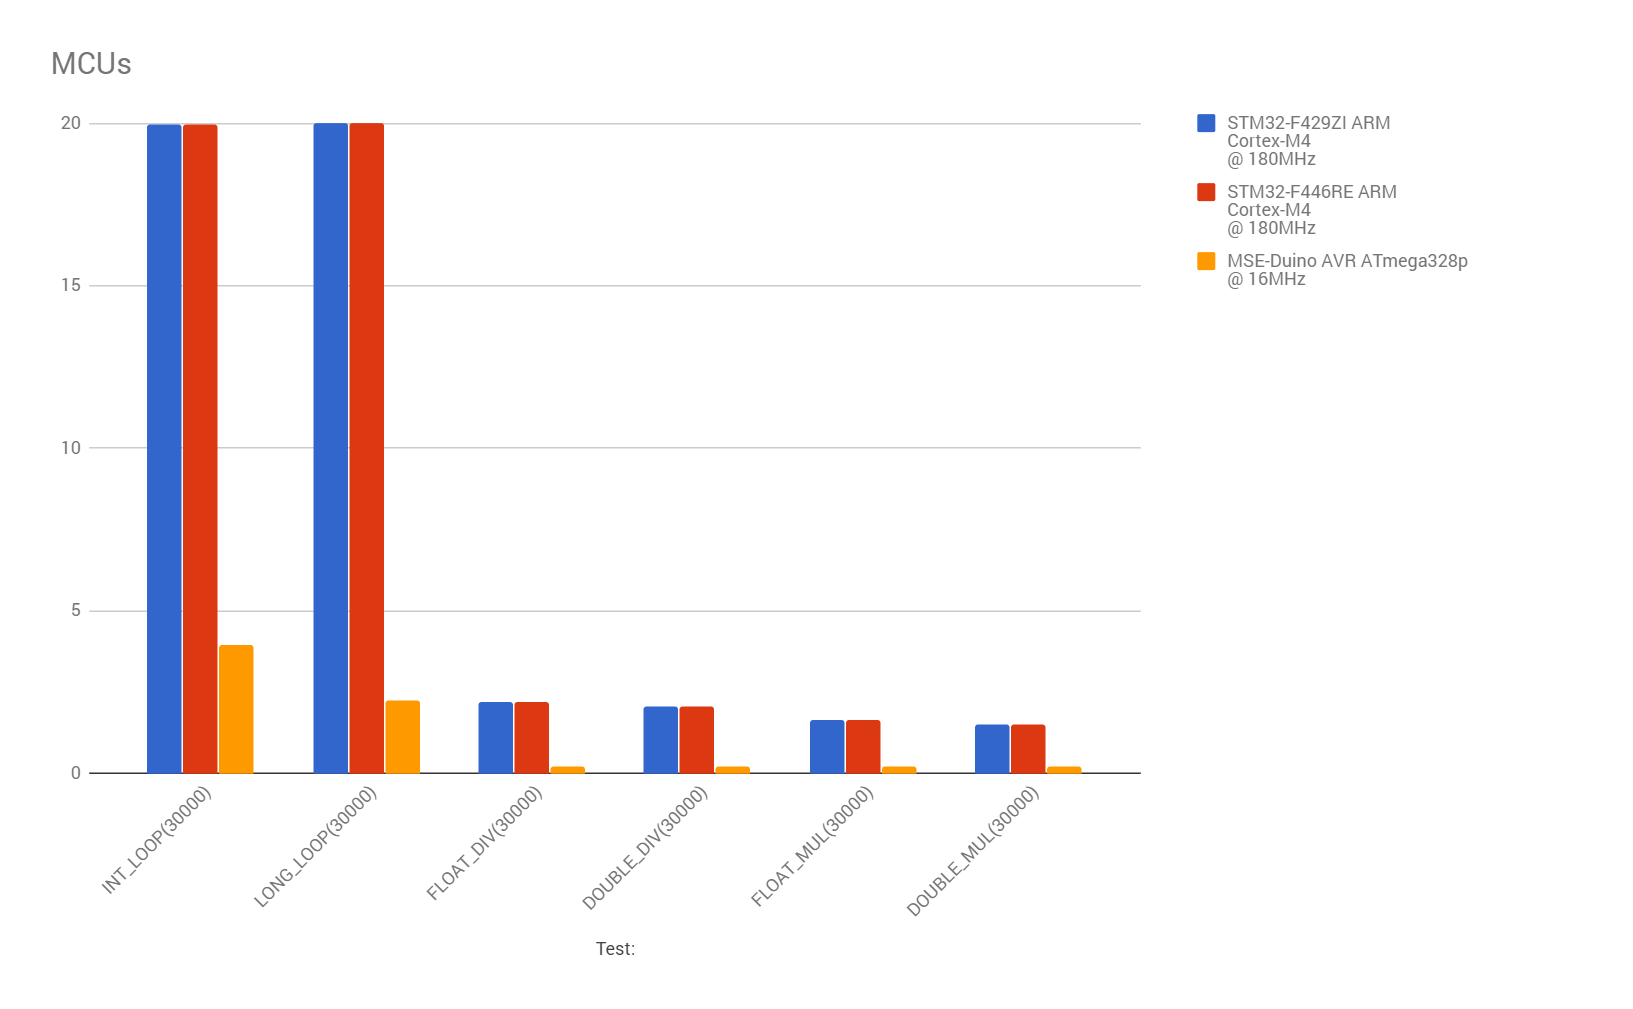 MCUs
20
15
10
5
0
STM32-F429ZI ARM
Cortex-M4
@ 180MHz
STM32-F446RE ARM
Cortex-M4
@ 180MHz
MSE-Duino AVR ATmega328p
@ 16MHz
INT_LOOP(30000)
LONG_LOOP(30000)
FLOAT_DIV(30000)
DOUBLE_DIV(30000)
FLOAT_MUL(30000)
DOUBLE_MUL(30000)
Test: